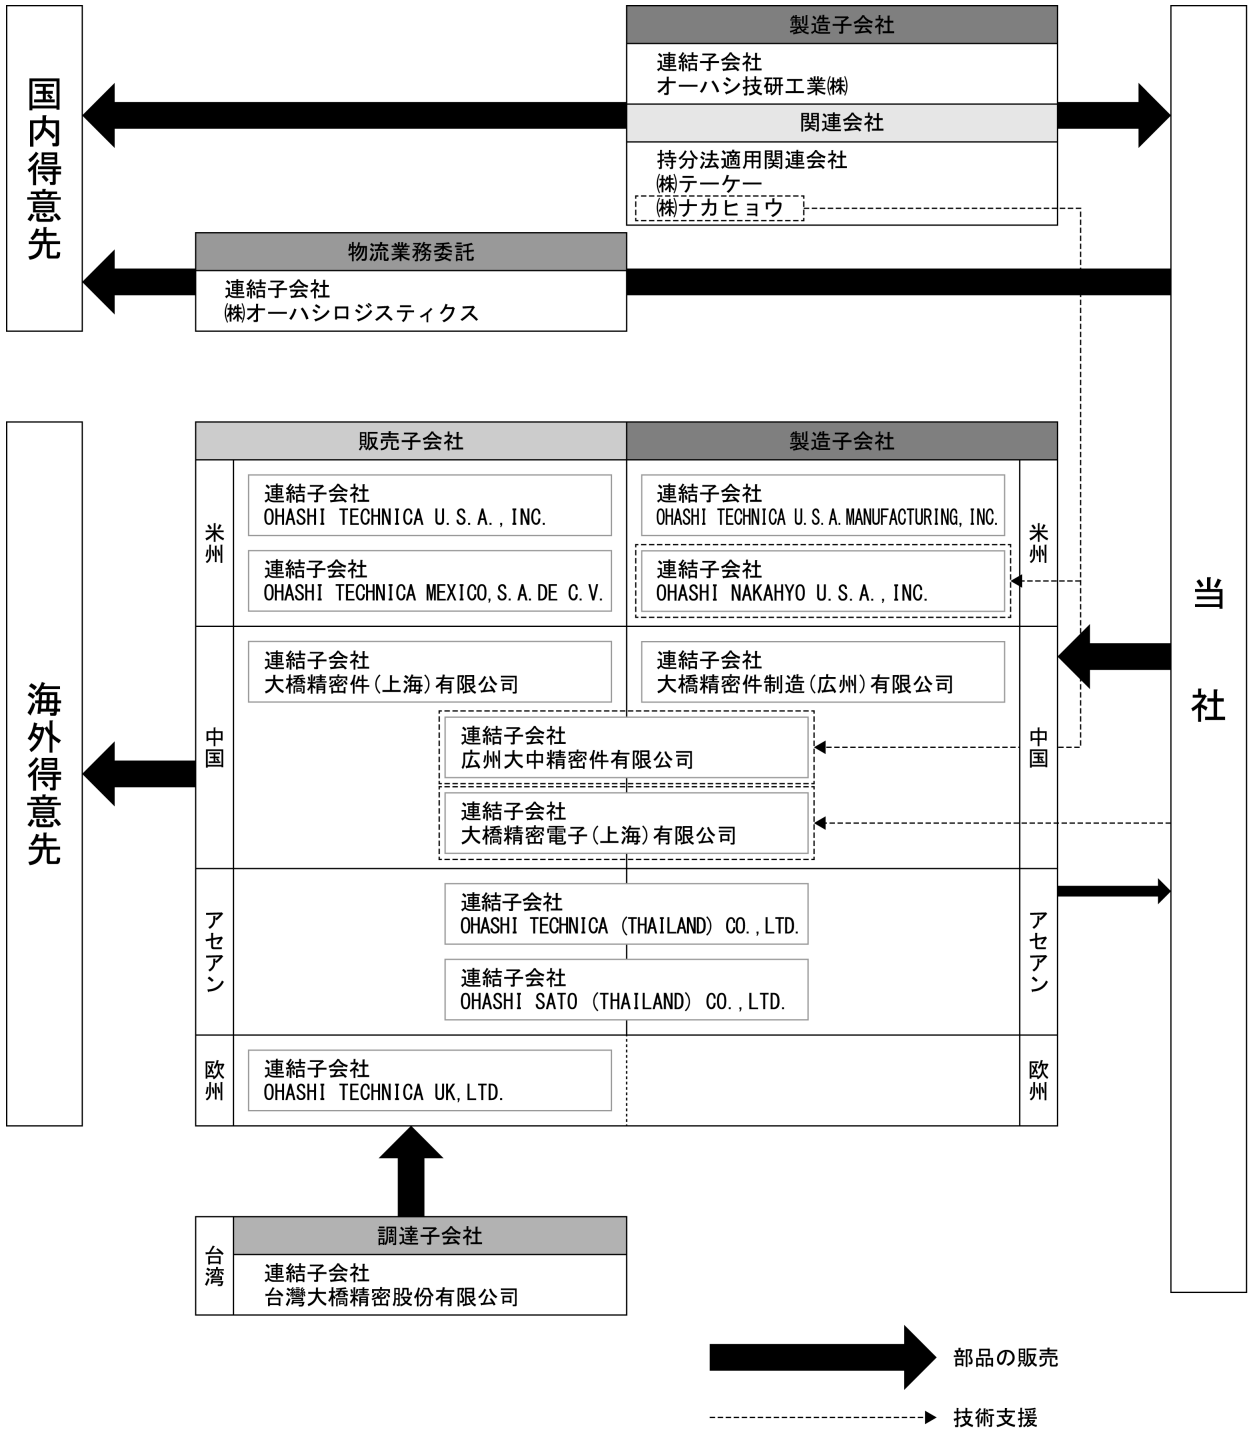 国内得意先
製造子会社
連結子会社
オーハシ技研工業㈱
関連会社
持分法適用関連会社
㈱テーケー
㈱ナカヒョウ
物流業務委託
連結子会社
㈱オーハシロジスティクス
当社
海外得意先
販売子会社
製造子会社
米州
連結子会社
OHASHI TECHNICA U.S.A.,INC.
連結子会社
OHASHI TECHNICA MEXICO,S.A.DE C.V.
連結子会社
OHASHI TECHNICA U.S.A.MANUFACTURING,INC.
連結子会社
OHASHI NAKAHYO U.S.A.,INC.
米州
中国
連結子会社
大橋精密件(上海)有限公司
連結子会社
大橋精密件制造(広州)有限公司
連結子会社
広州大中精密件有限公司
連結子会社
大橋精密電子(上海)有限公司
中国
アセアン
連結子会社
OHASHI TECHNICA (THAILAND) CO.,LTD.
連結子会社
OHASHI SATO (THAILAND) CO.,LTD.
アセアン
欧州
連結子会社
OHASHI TECHNICA UK,LTD.
欧州
台湾
調達子会社
連結子会社
台灣大橋精密股份有限公司
部品の販売
技術支援